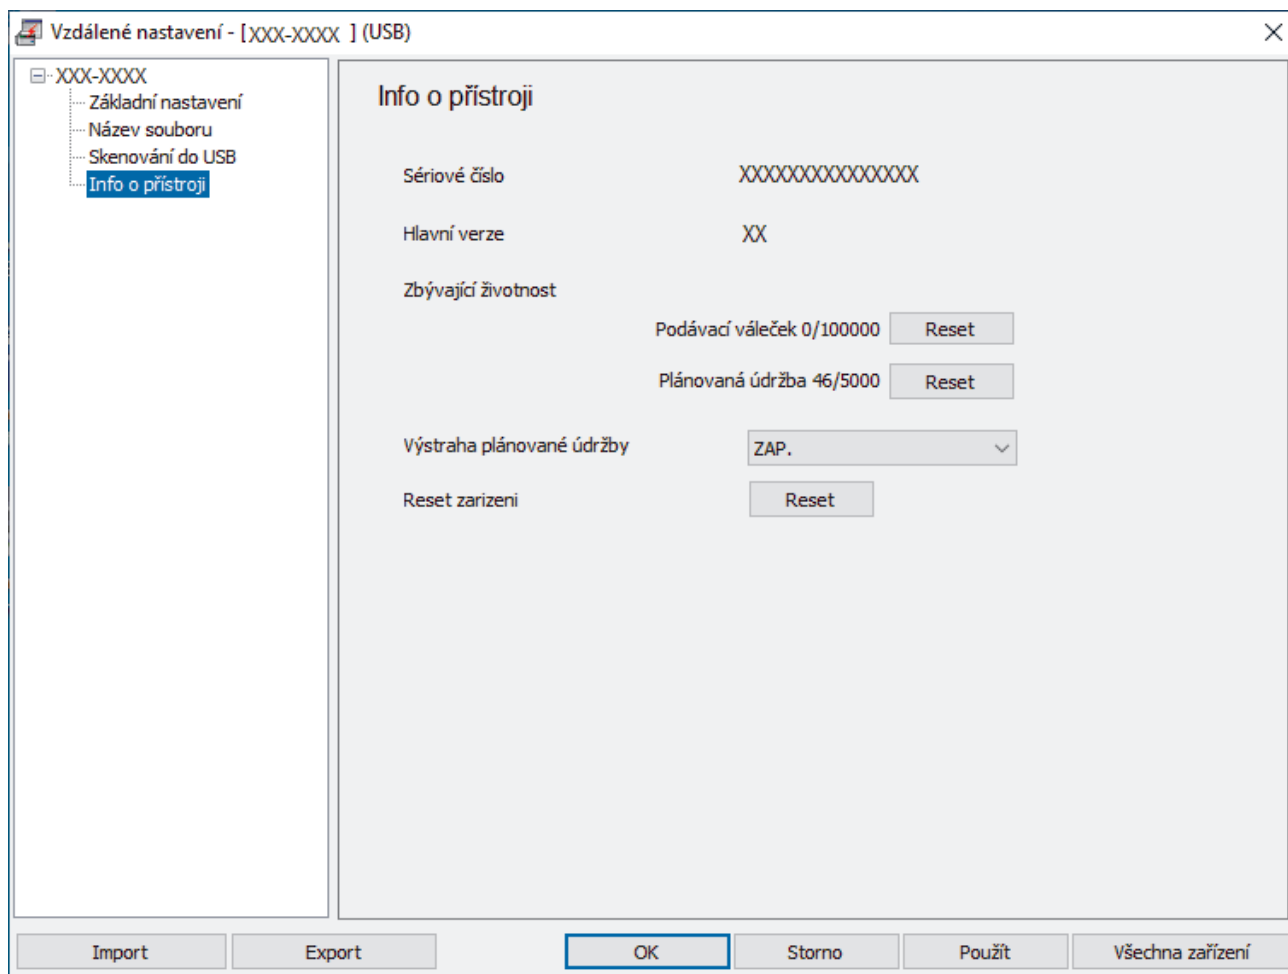 Vzdálené nastavení - [XXX-XXXX ] (USB)
XXX-XXXX
Základní nastavení
Název souboru
Skenování do USB
Info o přístroji
Info o přístroji
Sériové číslo XXXXXXXXXXXXXXX
Hlavní verze XX
Zbývající životnost
Podávací váleček 0/100000 Reset
Plánovaná údržba 46/5000 Reset
Výstraha plánované údržby ZAP.
Reset zarizeni Reset
Import Export OK Storno Použít Všechna zařízení